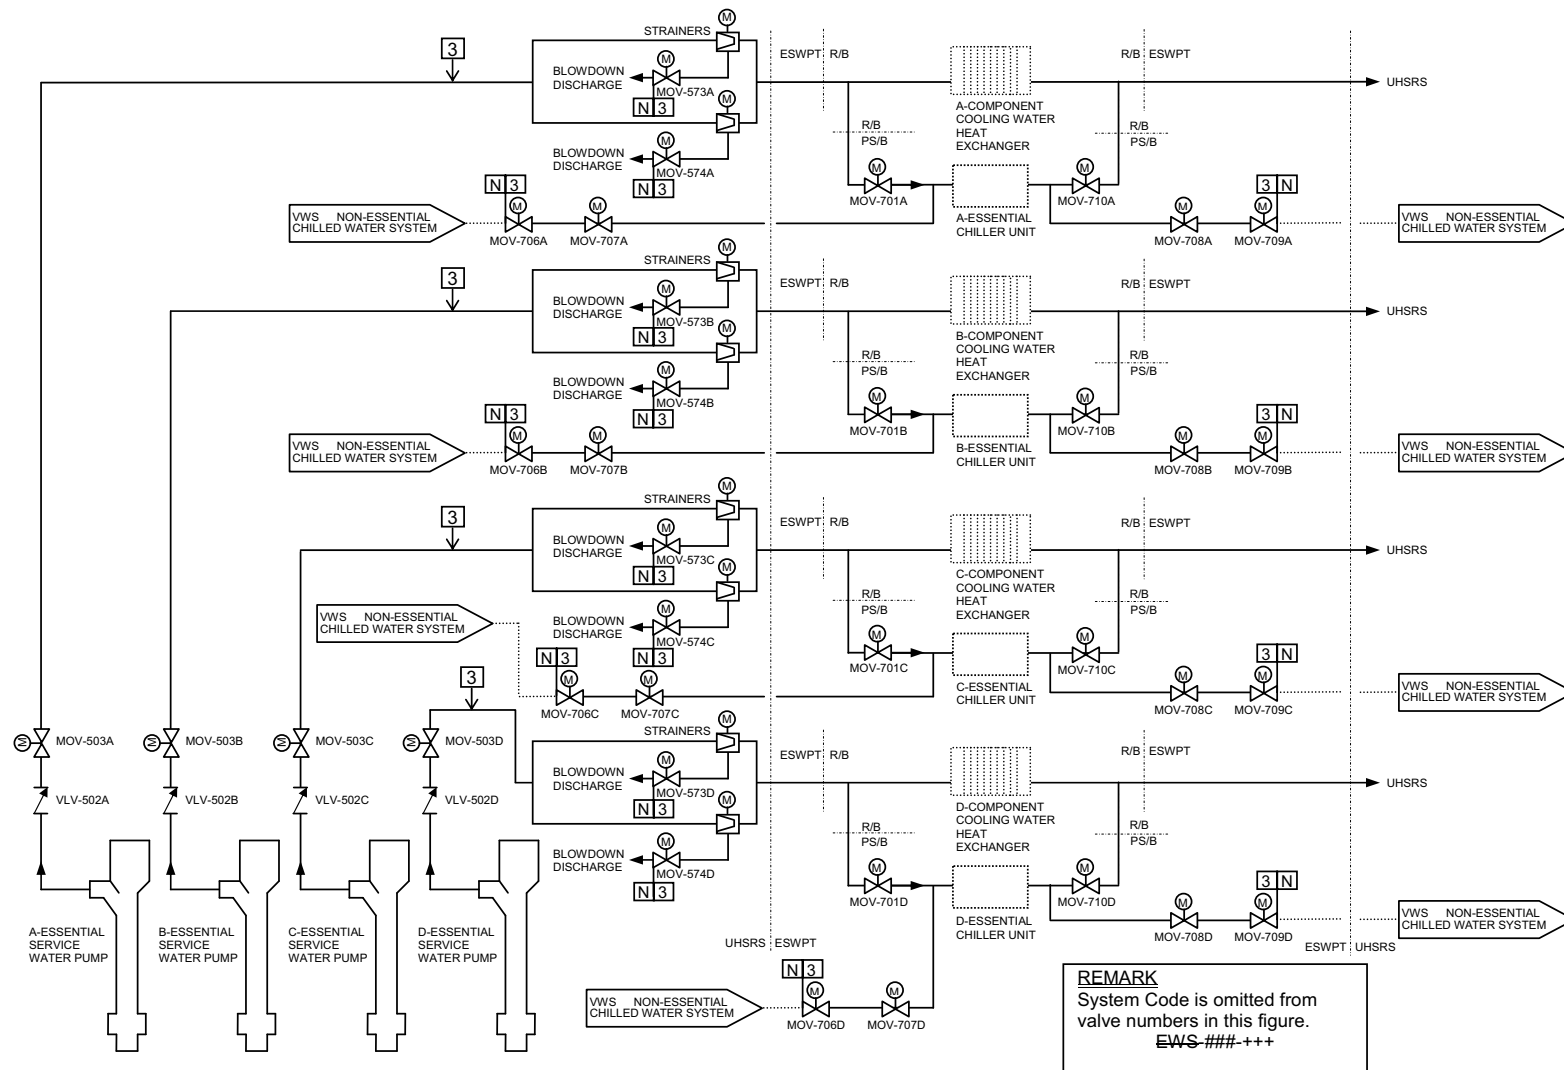 M
STRAINERS
3
ESWPT R/B
R/B ESWPT
M
BLOWDOWN
DISCHARGE
MOV-573A
N 3
M
UHSRS
A-COMPONENT
COOLING WATER
HEAT
EXCHANGER
R/B
PS/B
R/B
PS/B
M
BLOWDOWN
DISCHARGE
MOV-574A
N 3
M
MOV-701A
M
MOV-710A
A-ESSENTIAL
CHILLER UNIT
VWS NON-ESSENTIAL
CHILLED WATER SYSTEM
N 3
M
MOV-706A
M
MOV-707A
M
MOV-708A
3 N
M
MOV-709A
VWS NON-ESSENTIAL
CHILLED WATER SYSTEM
M
STRAINERS
3
ESWPT R/B
R/B ESWPT
M
BLOWDOWN
DISCHARGE
MOV-573B
N 3
M
UHSRS
B-COMPONENT
COOLING WATER
HEAT
EXCHANGER
R/B
PS/B
R/B
PS/B
M
BLOWDOWN
DISCHARGE
MOV-574B
N 3
M
MOV-701B
M
MOV-710B
B-ESSENTIAL
CHILLER UNIT
VWS NON-ESSENTIAL
CHILLED WATER SYSTEM
N 3
M
MOV-706B
M
MOV-707B
M
MOV-708B
3 N
M
MOV-709B
VWS NON-ESSENTIAL
CHILLED WATER SYSTEM
M
STRAINERS
3
ESWPT R/B
R/B ESWPT
M
BLOWDOWN
DISCHARGE
MOV-573C
N 3
M
UHSRS
C-COMPONENT
COOLING WATER
HEAT
EXCHANGER
R/B
PS/B
R/B
PS/B
M
BLOWDOWN
DISCHARGE
MOV-574C
N 3
M
MOV-701C
M
MOV-710C
C-ESSENTIAL
CHILLER UNIT
VWS NON-ESSENTIAL
CHILLED WATER SYSTEM
N 3
M
MOV-706C
M
MOV-707C
M
MOV-708C
3 N
M
MOV-709C
VWS NON-ESSENTIAL
CHILLED WATER SYSTEM
3
M
STRAINERS
M MOV-503A
M MOV-503B
M MOV-503C
M MOV-503D
ESWPT R/B
R/B ESWPT
M
BLOWDOWN
DISCHARGE
MOV-573D
N 3
M
UHSRS
VLV-502A
VLV-502B
VLV-502C
VLV-502D
D-COMPONENT
COOLING WATER
HEAT
EXCHANGER
R/B
PS/B
R/B
PS/B
M
BLOWDOWN
DISCHARGE
MOV-574D
N 3
M
MOV-701D
M
MOV-710D
D-ESSENTIAL
CHILLER UNIT
M
MOV-708D
3 N
M
MOV-709D
VWS NON-ESSENTIAL
CHILLED WATER SYSTEM
A-ESSENTIAL
SERVICE
WATER PUMP
B-ESSENTIAL
SERVICE
WATER PUMP
C-ESSENTIAL
SERVICE
WATER PUMP
D-ESSENTIAL
SERVICE
WATER PUMP
UHSRS ESWPT
ESWPT UHSRS
VWS NON-ESSENTIAL
CHILLED WATER SYSTEM
N 3
M
MOV-706D
M
MOV-707D
REMARK
System Code is omitted from
valve numbers in this figure.
EWS-###-+++